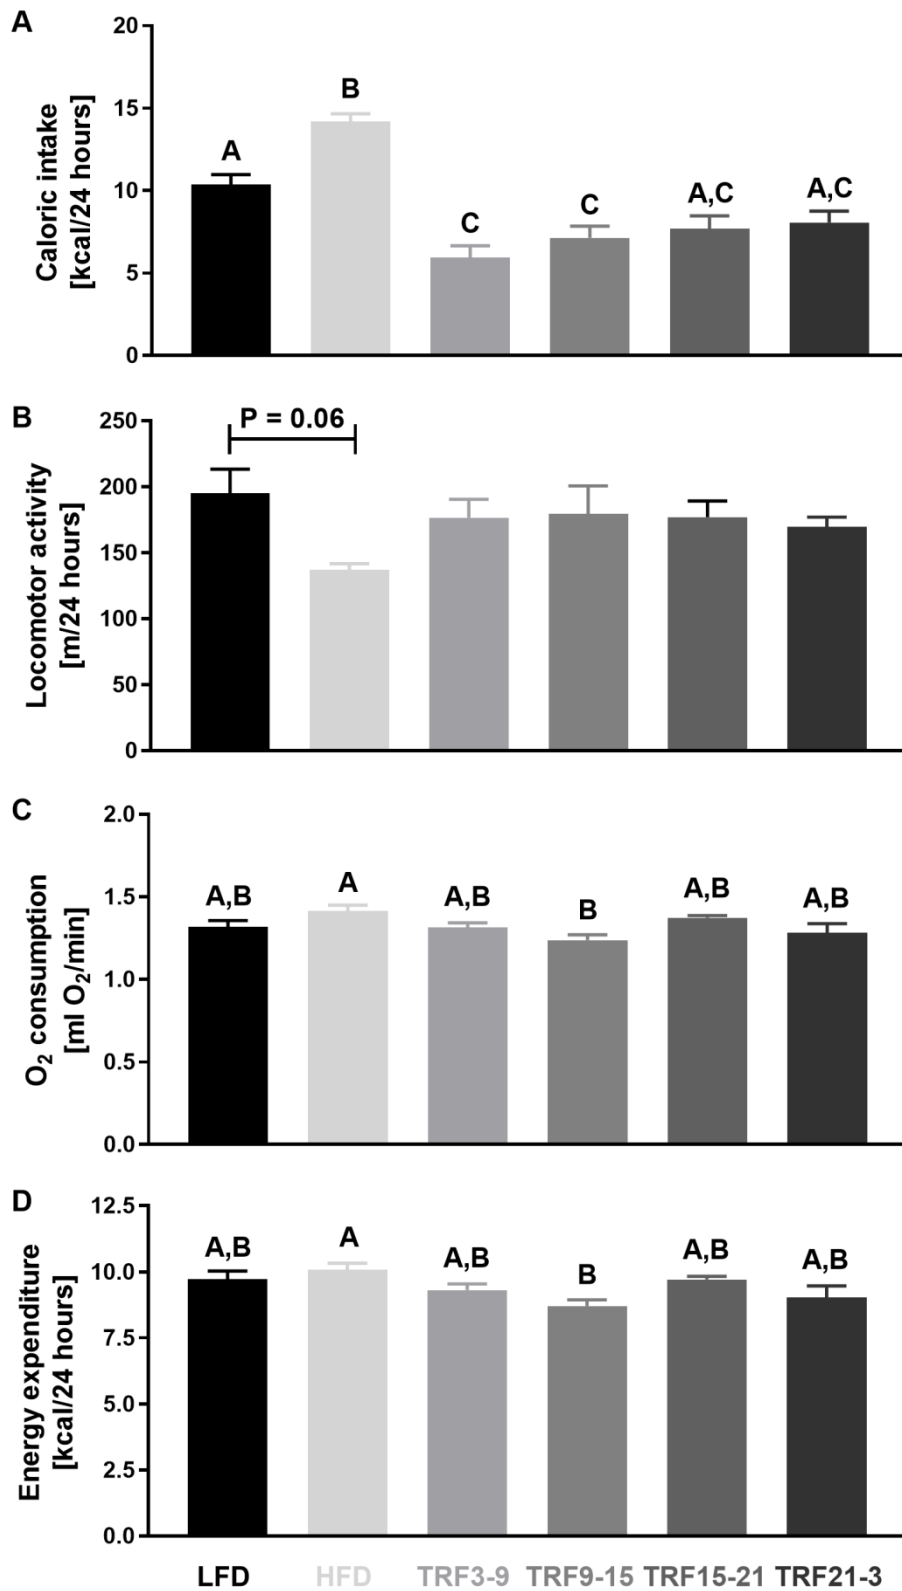 A
Caloric intake
[kcal/24 hours]
20
15
10
5
0
A
B
C
C
A,C
A,C
B
Locomotor activity
[m/24 hours]
250
200
150
100
50
0
P = 0.06
C
O₂ consumption
[ml O₂/min]
2.0
1.5
1.0
0.5
0.0
A,B
A
A,B
B
A,B
A,B
D
Energy expenditure
[kcal/24 hours]
12.5
10.0
7.5
5.0
2.5
0.0
A,B
A
A,B
B
A,B
A,B
LFD HFD TRF3-9 TRF9-15 TRF15-21 TRF21-3